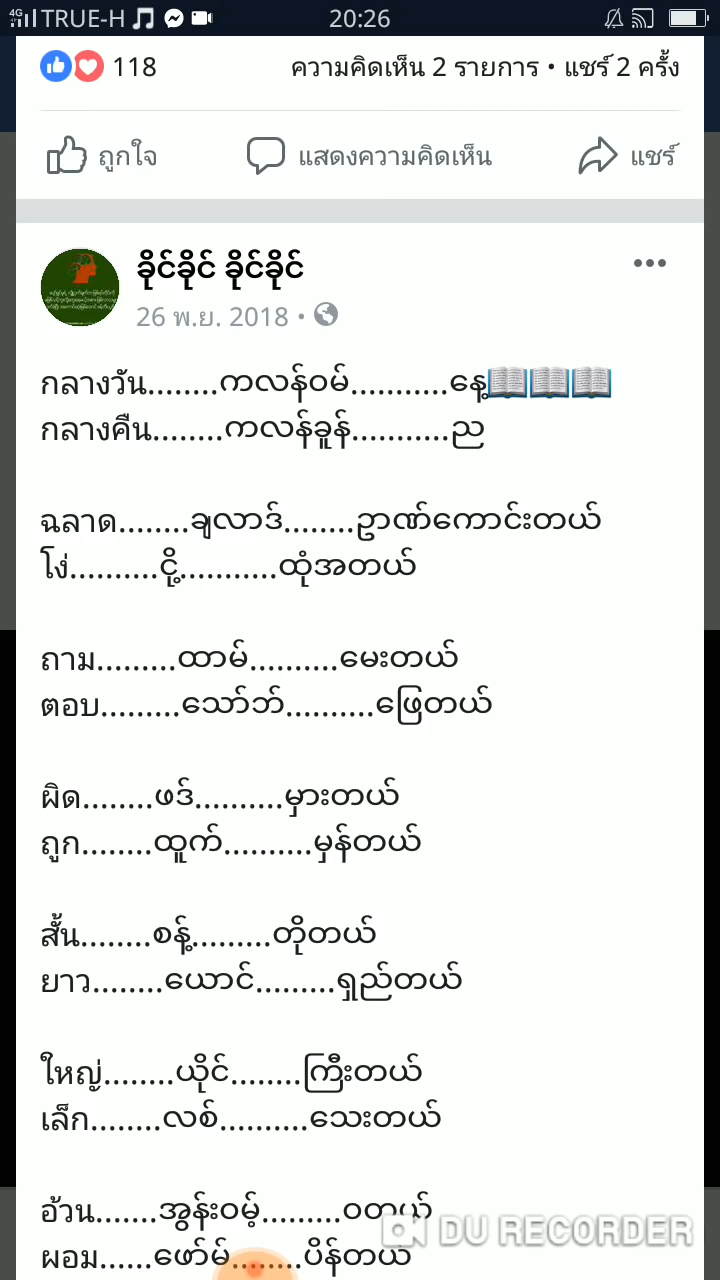 4G TRUE-H 20:26
118 ความคิดเห็น 2 รายการ • แชร์ 2 ครั้ง
ถูกใจ แสดงความคิดเห็น แชร์
ခိုင်ခိုင် ခိုင်ခိုင်
26 พ.ย. 2018 •
กลางวัน........ကလန်ဝမ်...........နေ့📖📖📖
กลางคืน........ကလန်ခူန်...........ည
ฉลาด........ချလာဒ်........ဥာဏ်ကောင်းတယ်
โง่..........ငို့...........ထုံအတယ်
ถาม.........ထာမ်..........မေးတယ်
ตอบ.........သော်ဘ်..........ဖြေတယ်
ผิด........ဖဒ်..........မှားတယ်
ถูก........ထူက်..........မှန်တယ်
สั้น........စန့်.........တိုတယ်
ยาว........ယောင်.........ရှည်တယ်
ใหญ่........ယိုင်........ကြီးတယ်
เล็ก........လစ်..........သေးတယ်
อ้วน.......အွန်းဝမ့်.........ဝတယ်
ผอม......ဖော်မ်........ပိန်တယ်
DU RECORDER